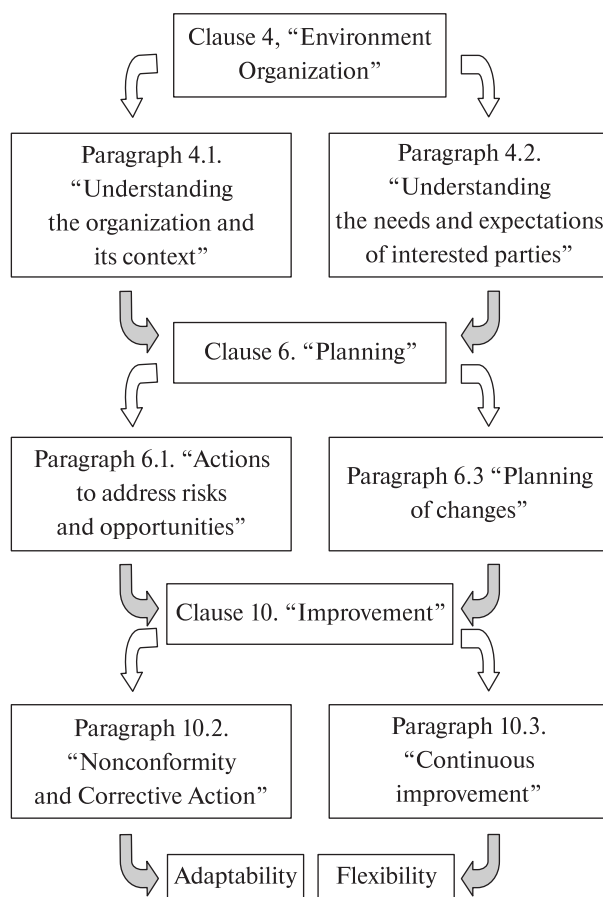 Clause 4, “Environment
Organization”
Paragraph 4.1.
“Understanding
the organization and
its context”
Paragraph 4.2.
“Understanding
the needs and expectations
of interested parties”
Clause 6. “Planning”
Paragraph 6.1. “Actions
to address risks
and opportunities”
Paragraph 6.3 “Planning
of changes”
Clause 10. “Improvement”
Paragraph 10.2.
“Nonconformity
and Corrective Action”
Paragraph 10.3.
“Continuous
improvement”
Adaptability
Flexibility